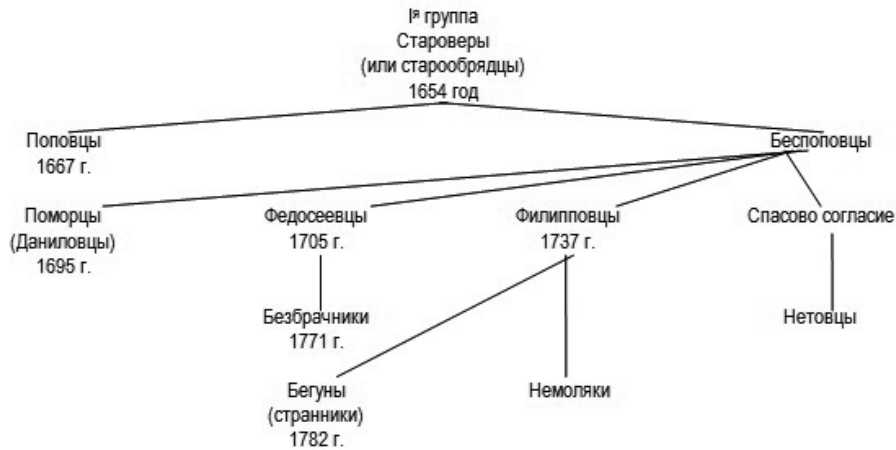 Iя группа
Староверы
(или старообрядцы)
1654 год
Поповцы
1667 г.
Беспоповцы
Поморцы
(Даниловцы)
1695 г.
Федосеевцы
1705 г.
Филипповцы
1737 г.
Спасово согласие
Безбрачники
1771 г.
Нетовцы
Бегуны
(странники)
1782 г.
Немоляки